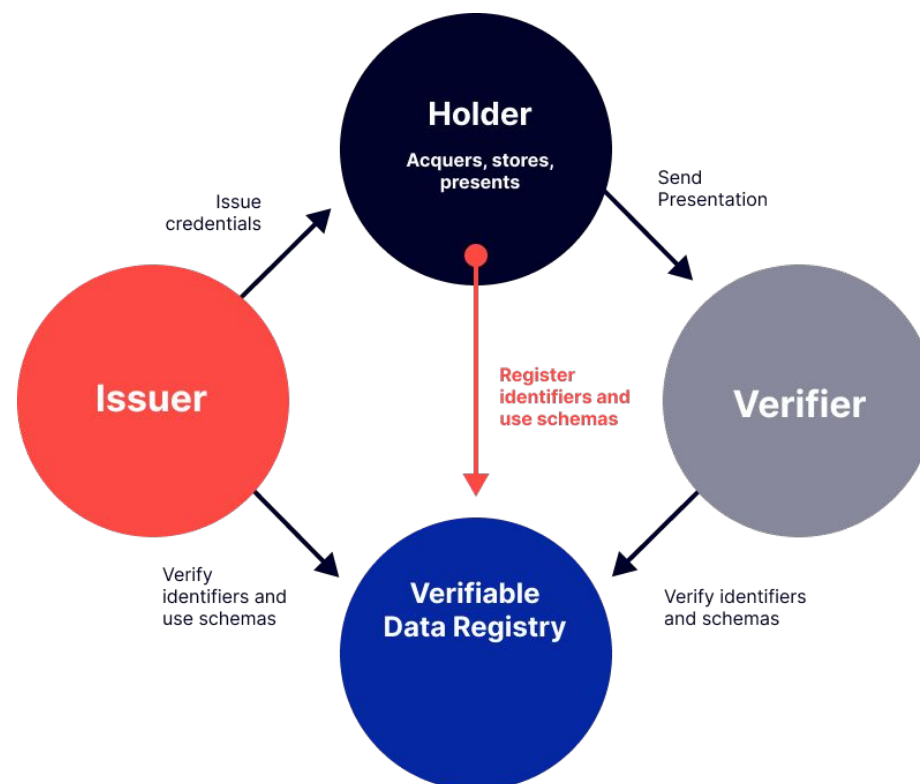 Holder
Acquers, stores,
presents
Issue
credentials
Send
Presentation
Issuer
Register
identifiers and
use schemas
Verifier
Verify
identifiers and
use schemas
Verifiable
Data Registry
Verify identifiers
and schemas